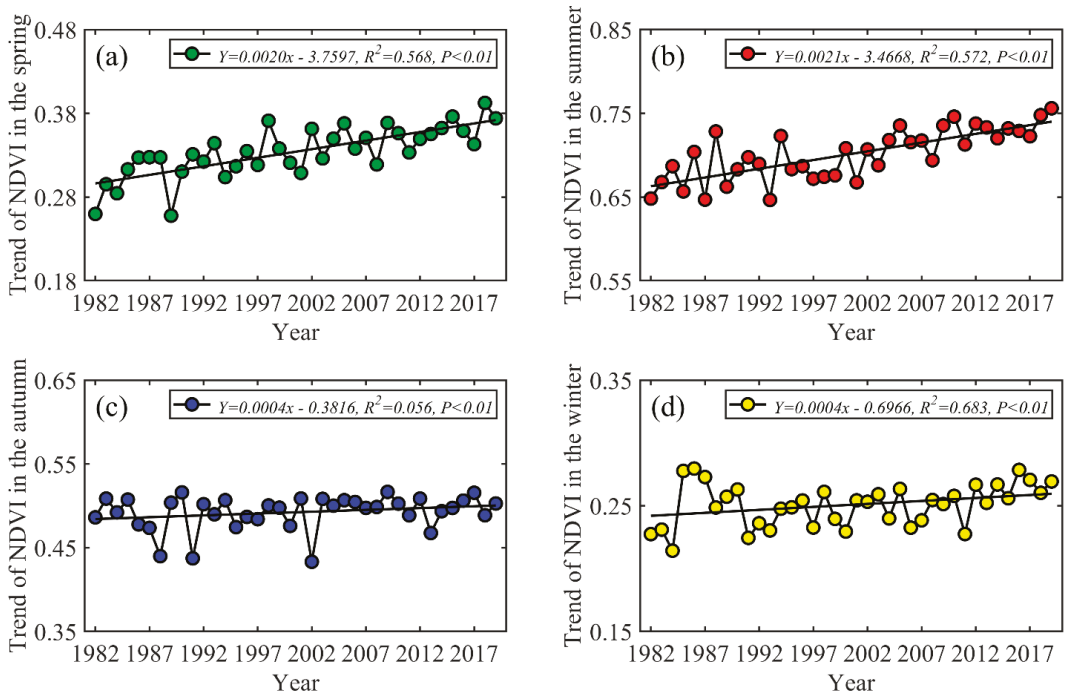 (a)
Y=0.0020x - 3.7597, R²=0.568, P<0.01
Trend of NDVI in the spring
0.48
0.38
0.28
0.18
1982 1987 1992 1997 2002 2007 2012 2019
Year
(b)
Y=0.0021x - 3.4668, R²=0.572, P<0.01
Trend of NDVI in the summer
0.85
0.75
0.65
0.55
1982 1987 1992 1997 2002 2007 2012 2019
Year
(c)
Y=0.0004x - 0.3816, R²=0.056, P<0.01
Trend of NDVI in the autumn
0.65
0.55
0.45
0.35
1982 1987 1992 1997 2002 2007 2012 2019
Year
(d)
Y=0.0004x - 0.6966, R²=0.683, P<0.01
Trend of NDVI in the winter
0.35
0.25
0.15
1982 1987 1992 1997 2002 2007 2012 2019
Year